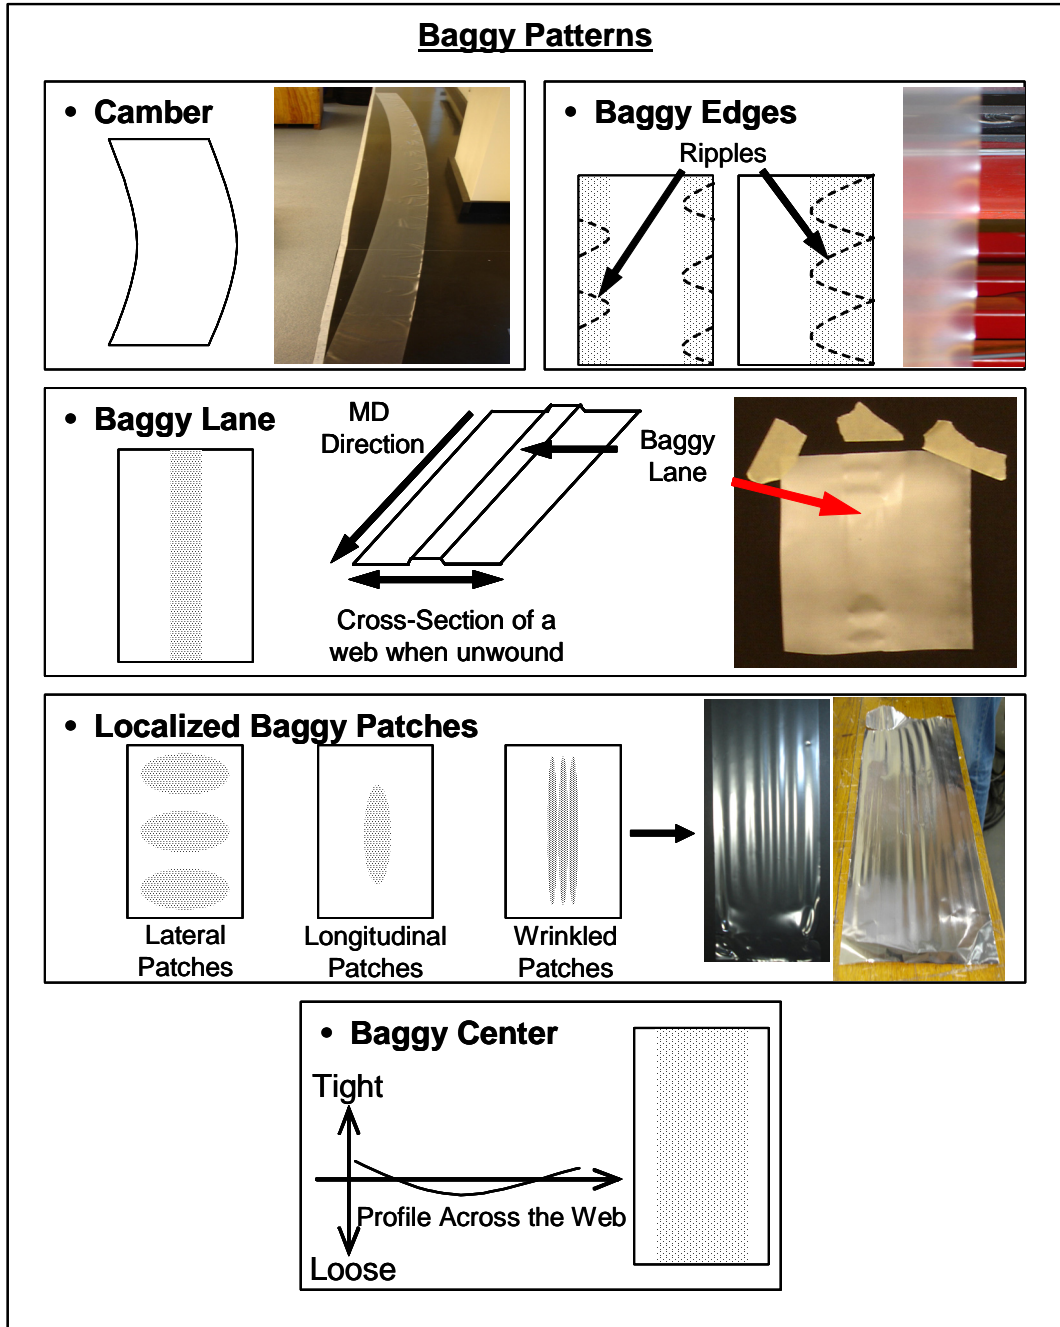 Baggy Patterns
• Camber
• Baggy Edges
Ripples
• Baggy Lane
MD
Direction
Baggy
Lane
Cross-Section of a
web when unwound
• Localized Baggy Patches
Lateral
Patches
Longitudinal
Patches
Wrinkled
Patches
• Baggy Center
Tight
Profile Across the Web
Loose